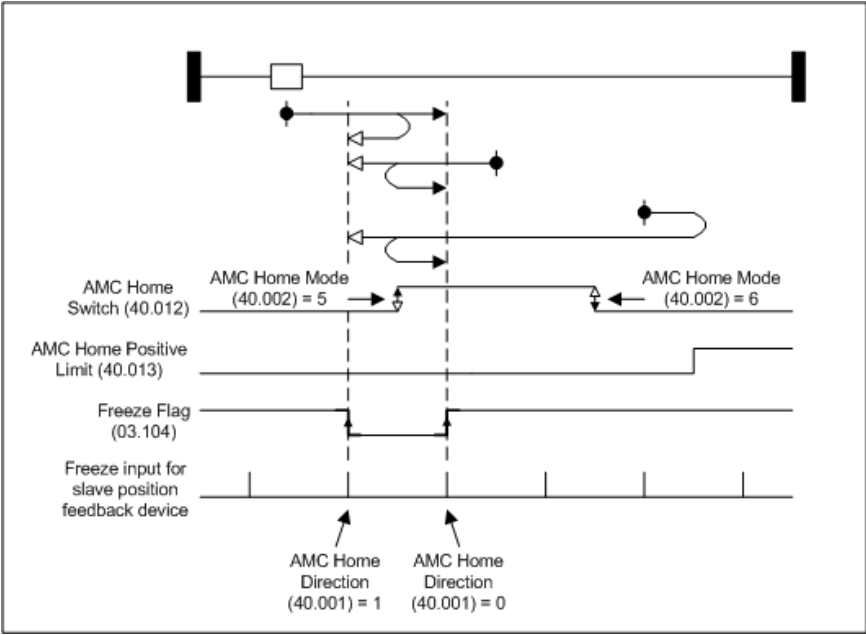 AMC Home
Switch (40.012)
AMC Home Mode
(40.002) = 5
AMC Home Mode
(40.002) = 6
AMC Home Positive
Limit (40.013)
Freeze Flag
(03.104)
Freeze input for
slave position
feedback device
AMC Home
Direction
(40.001) = 1
AMC Home
Direction
(40.001) = 0